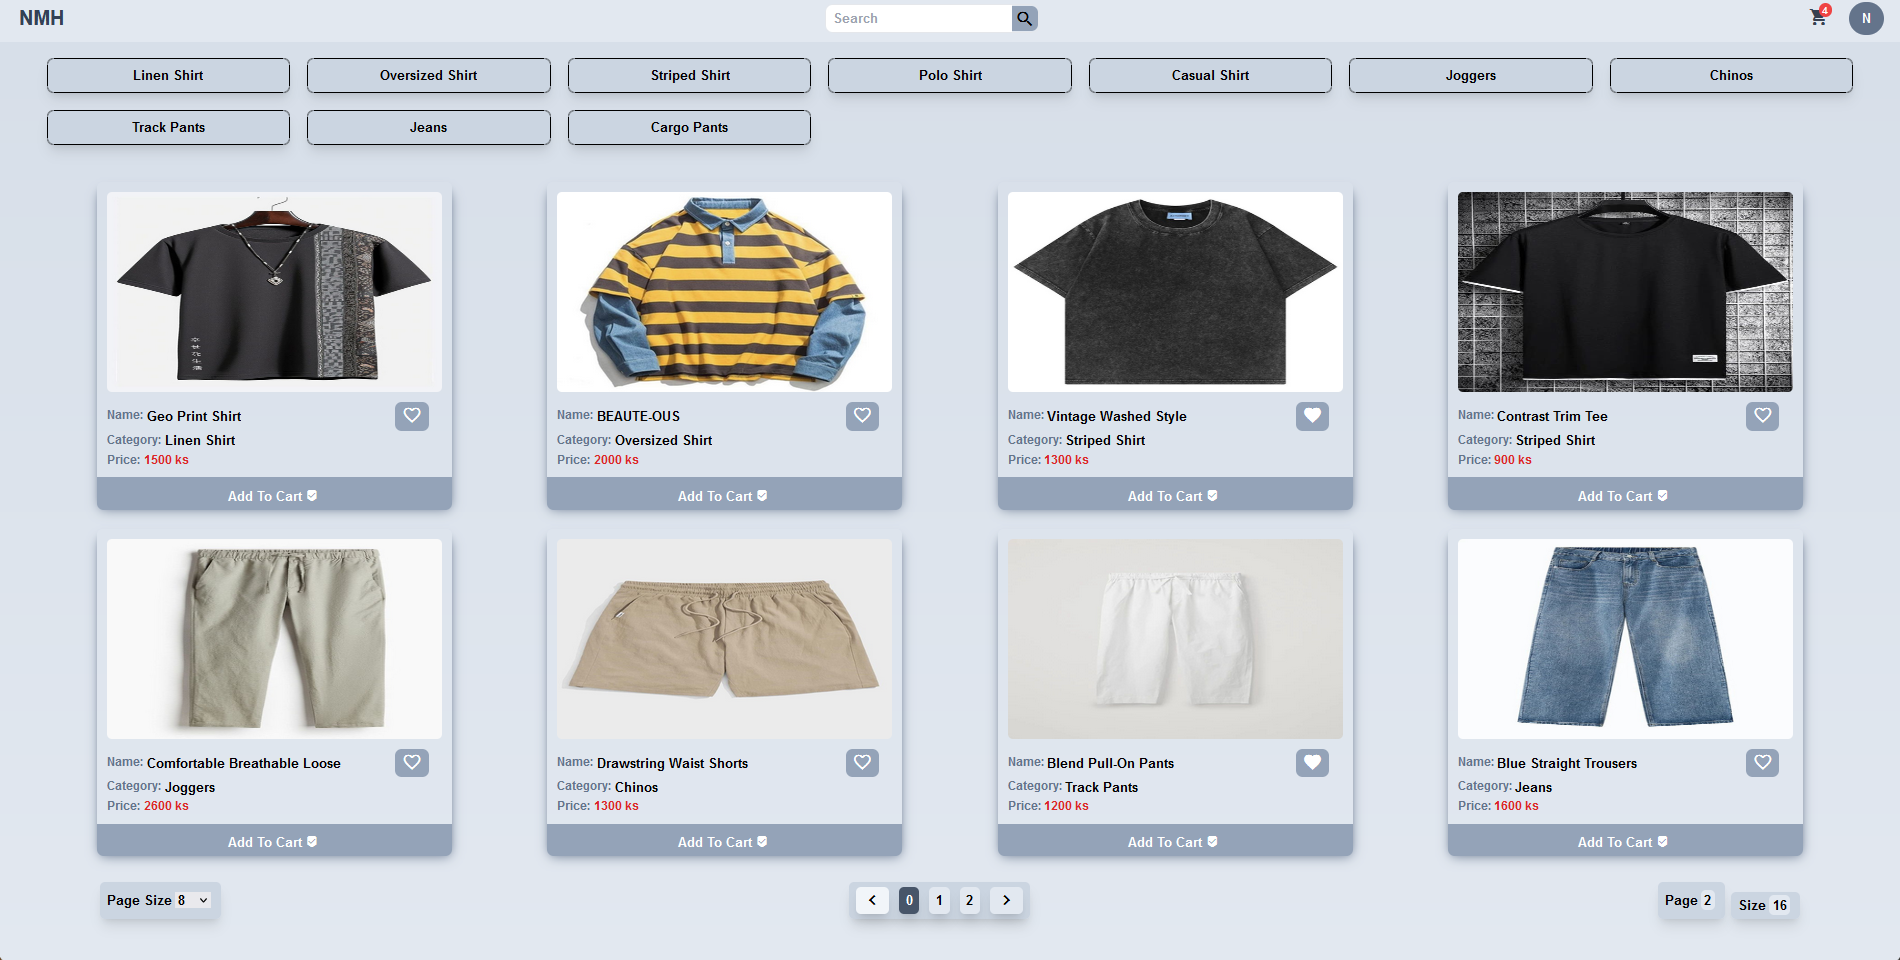 NMH
Search
4
N
Linen Shirt
Oversized Shirt
Striped Shirt
Polo Shirt
Casual Shirt
Joggers
Chinos
Track Pants
Jeans
Cargo Pants
Name: Geo Print Shirt
Category: Linen Shirt
Price: 1500 ks
Add To Cart
Name: BEAUTE-OUS
Category: Oversized Shirt
Price: 2000 ks
Add To Cart
Name: Vintage Washed Style
Category: Striped Shirt
Price: 1300 ks
Add To Cart
Name: Contrast Trim Tee
Category: Striped Shirt
Price: 900 ks
Add To Cart
Name: Comfortable Breathable Loose
Category: Joggers
Price: 2600 ks
Add To Cart
Name: Drawstring Waist Shorts
Category: Chinos
Price: 1300 ks
Add To Cart
Name: Blend Pull-On Pants
Category: Track Pants
Price: 1200 ks
Add To Cart
Name: Blue Straight Trousers
Category: Jeans
Price: 1600 ks
Add To Cart
Page Size 8
0 1 2
Page 2
Size 16